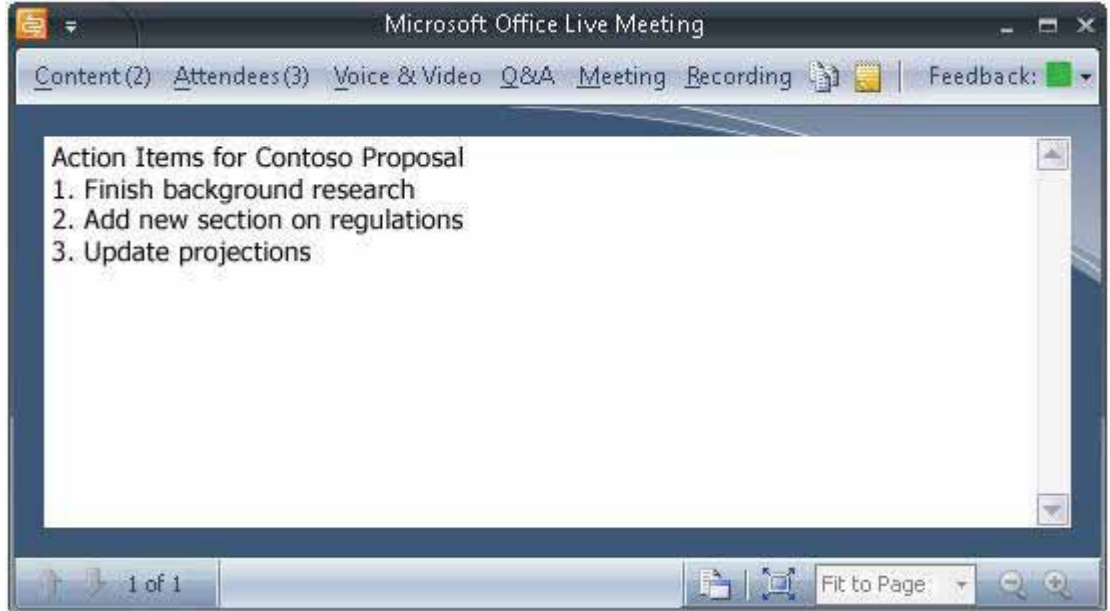 Microsoft Office Live Meeting
Content (2) Attendees (3) Voice & Video Q&A Meeting Recording Feedback:
Action Items for Contoso Proposal
1. Finish background research
2. Add new section on regulations
3. Update projections
1 of 1 Fit to Page